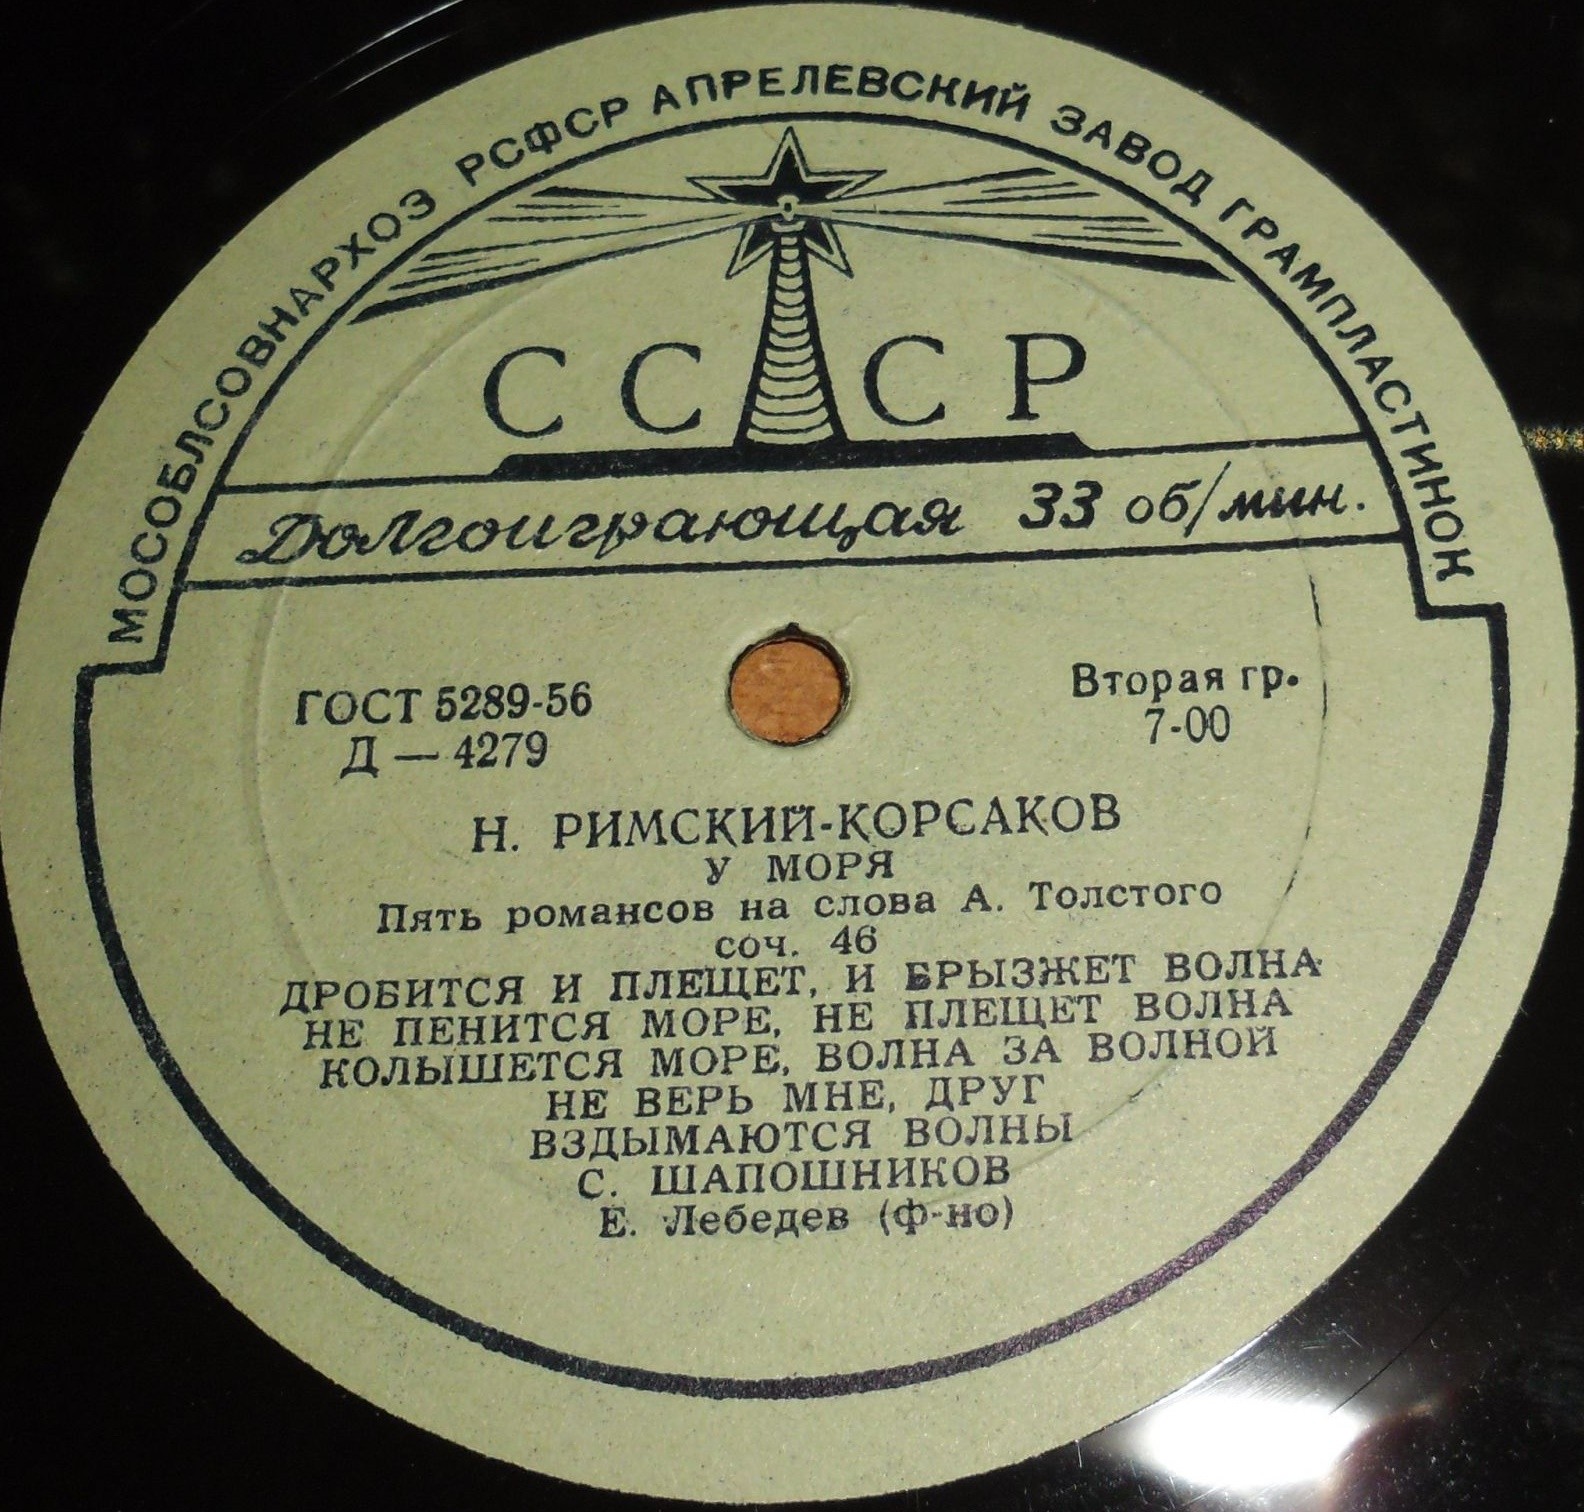 МОСОБЛСОВНАРХОЗ РСФСР АПРЕЛЕВСКИЙ ЗАВОД ГРАМПЛАСТИНОК
СССР
Долгоиграющая 33 об/мин.
ГОСТ 5289-56
Д — 4279
Вторая гр.
7-00
Н. РИМСКИЙ-КОРСАКОВ
У МОРЯ
Пять романсов на слова А. Толстого
соч. 46
ДРОБИТСЯ И ПЛЕЩЕТ, И БРЫЗЖЕТ ВОЛНА
НЕ ПЕНИТСЯ МОРЕ, НЕ ПЛЕЩЕТ ВОЛНА
КОЛЫШЕТСЯ МОРЕ, ВОЛНА ЗА ВОЛНОЙ
НЕ ВЕРЬ МНЕ, ДРУГ
ВЗДЫМАЮТСЯ ВОЛНЫ
С. ШАПОШНИКОВ
Е. Лебедев (ф-но)